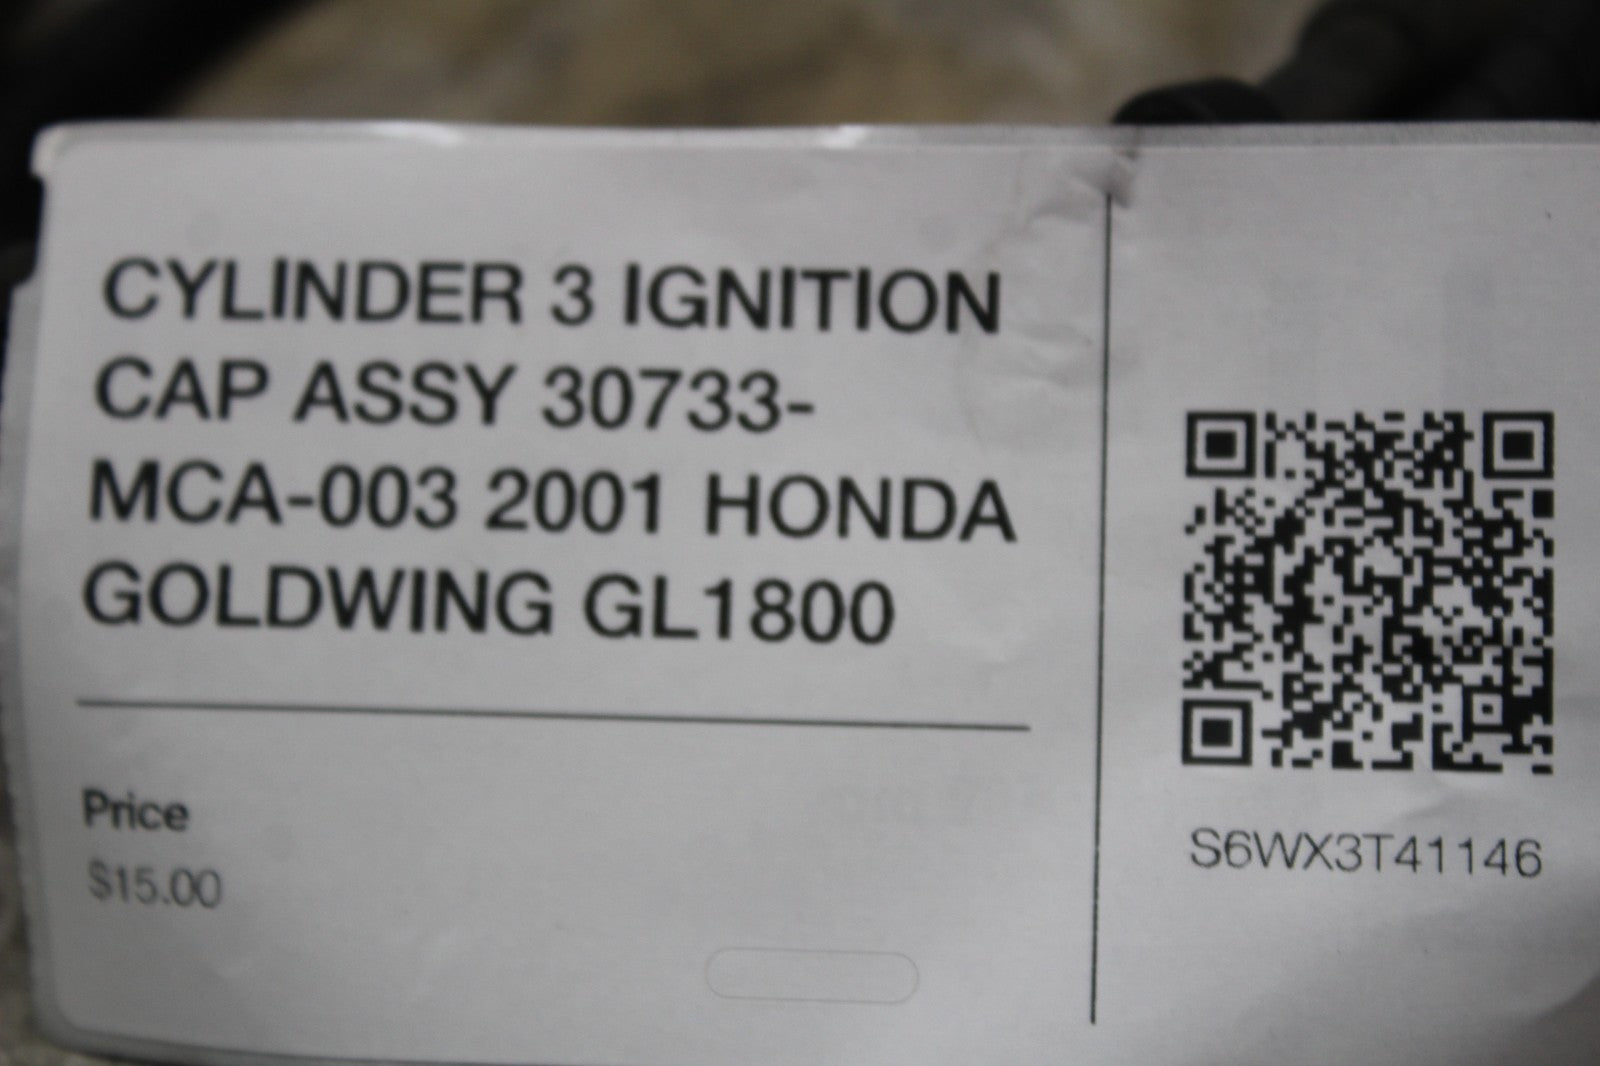 CYLINDER 3 IGNITION
CAP ASSY 30733-
MCA-003 2001 HONDA
GOLDWING GL1800
Price
$15.00
S6WX3T41146